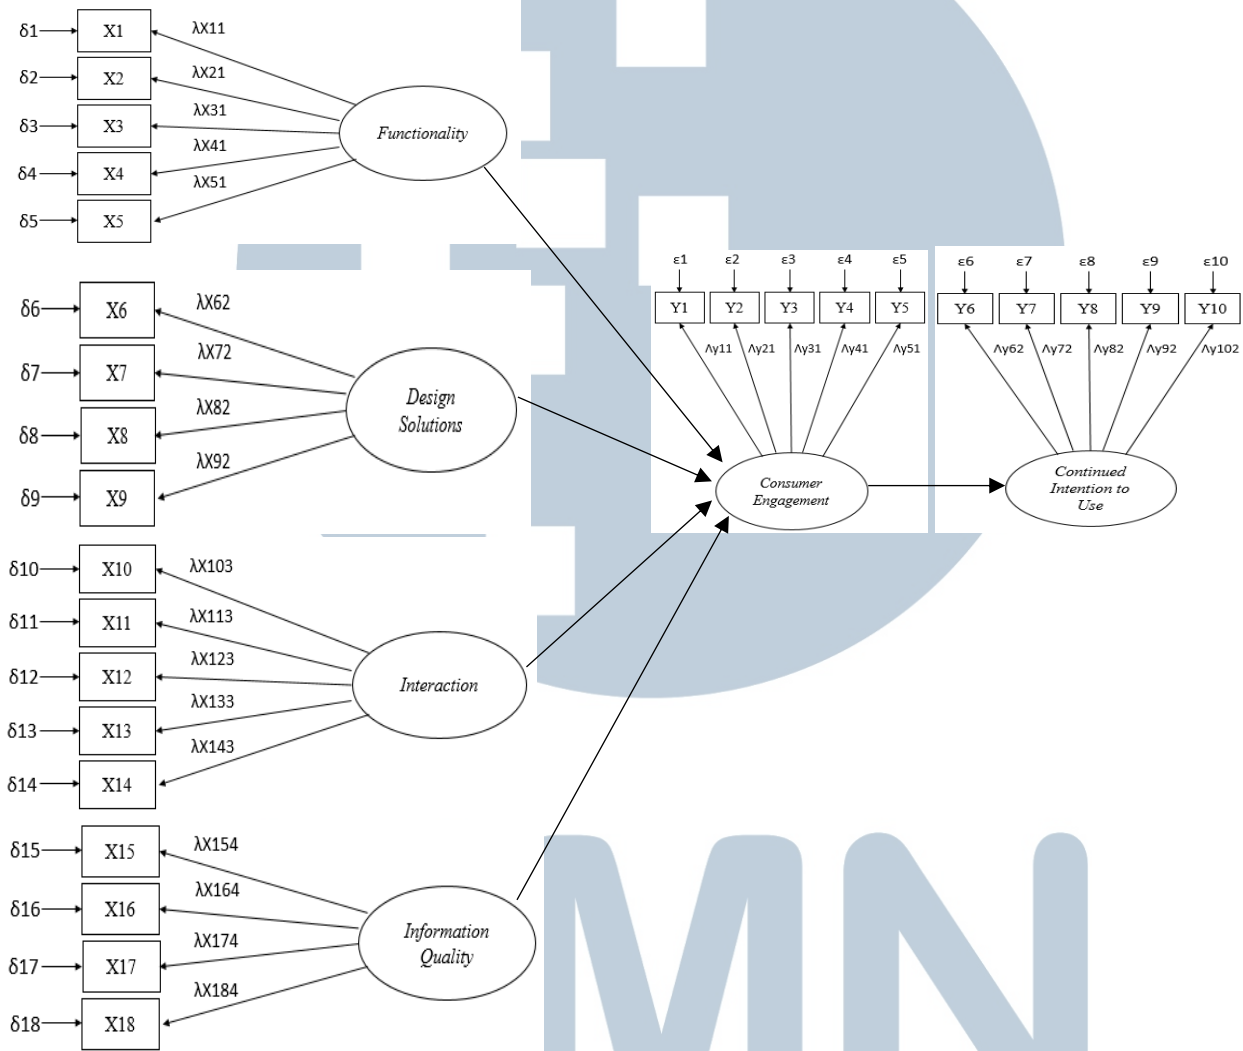 δ1 X1 λX11
δ2 X2 λX21
δ3 X3 λX31
δ4 X4 λX41
δ5 X5 λX51
Functionality
δ6 X6 λX62
δ7 X7 λX72
δ8 X8 λX82
δ9 X9 λX92
Design
Solutions
δ10 X10 λX103
δ11 X11 λX113
δ12 X12 λX123
δ13 X13 λX133
δ14 X14 λX143
Interaction
δ15 X15 λX154
δ16 X16 λX164
δ17 X17 λX174
δ18 X18 λX184
Information
Quality
ε1 ε2 ε3 ε4 ε5
Y1 Y2 Y3 Y4 Y5
Λy11 Λy21 Λy31 Λy41 Λy51
Consumer
Engagement
ε6 ε7 ε8 ε9 ε10
Y6 Y7 Y8 Y9 Y10
Λy62 Λy72 Λy82 Λy92 Λy102
Continued
Intention to
Use
MN